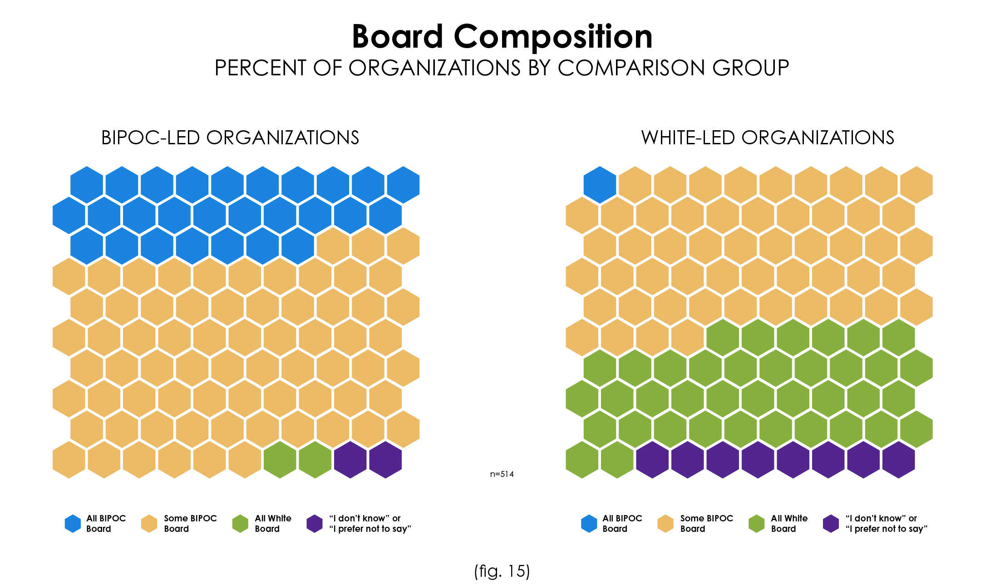 Board Composition
PERCENT OF ORGANIZATIONS BY COMPARISON GROUP
BIPOC-LED ORGANIZATIONS
WHITE-LED ORGANIZATIONS
n=514
All BIPOC
Board
Some BIPOC
Board
All White
Board
“I don’t know” or
“I prefer not to say”
All BIPOC
Board
Some BIPOC
Board
All White
Board
“I don’t know” or
“I prefer not to say”
(fig. 15)